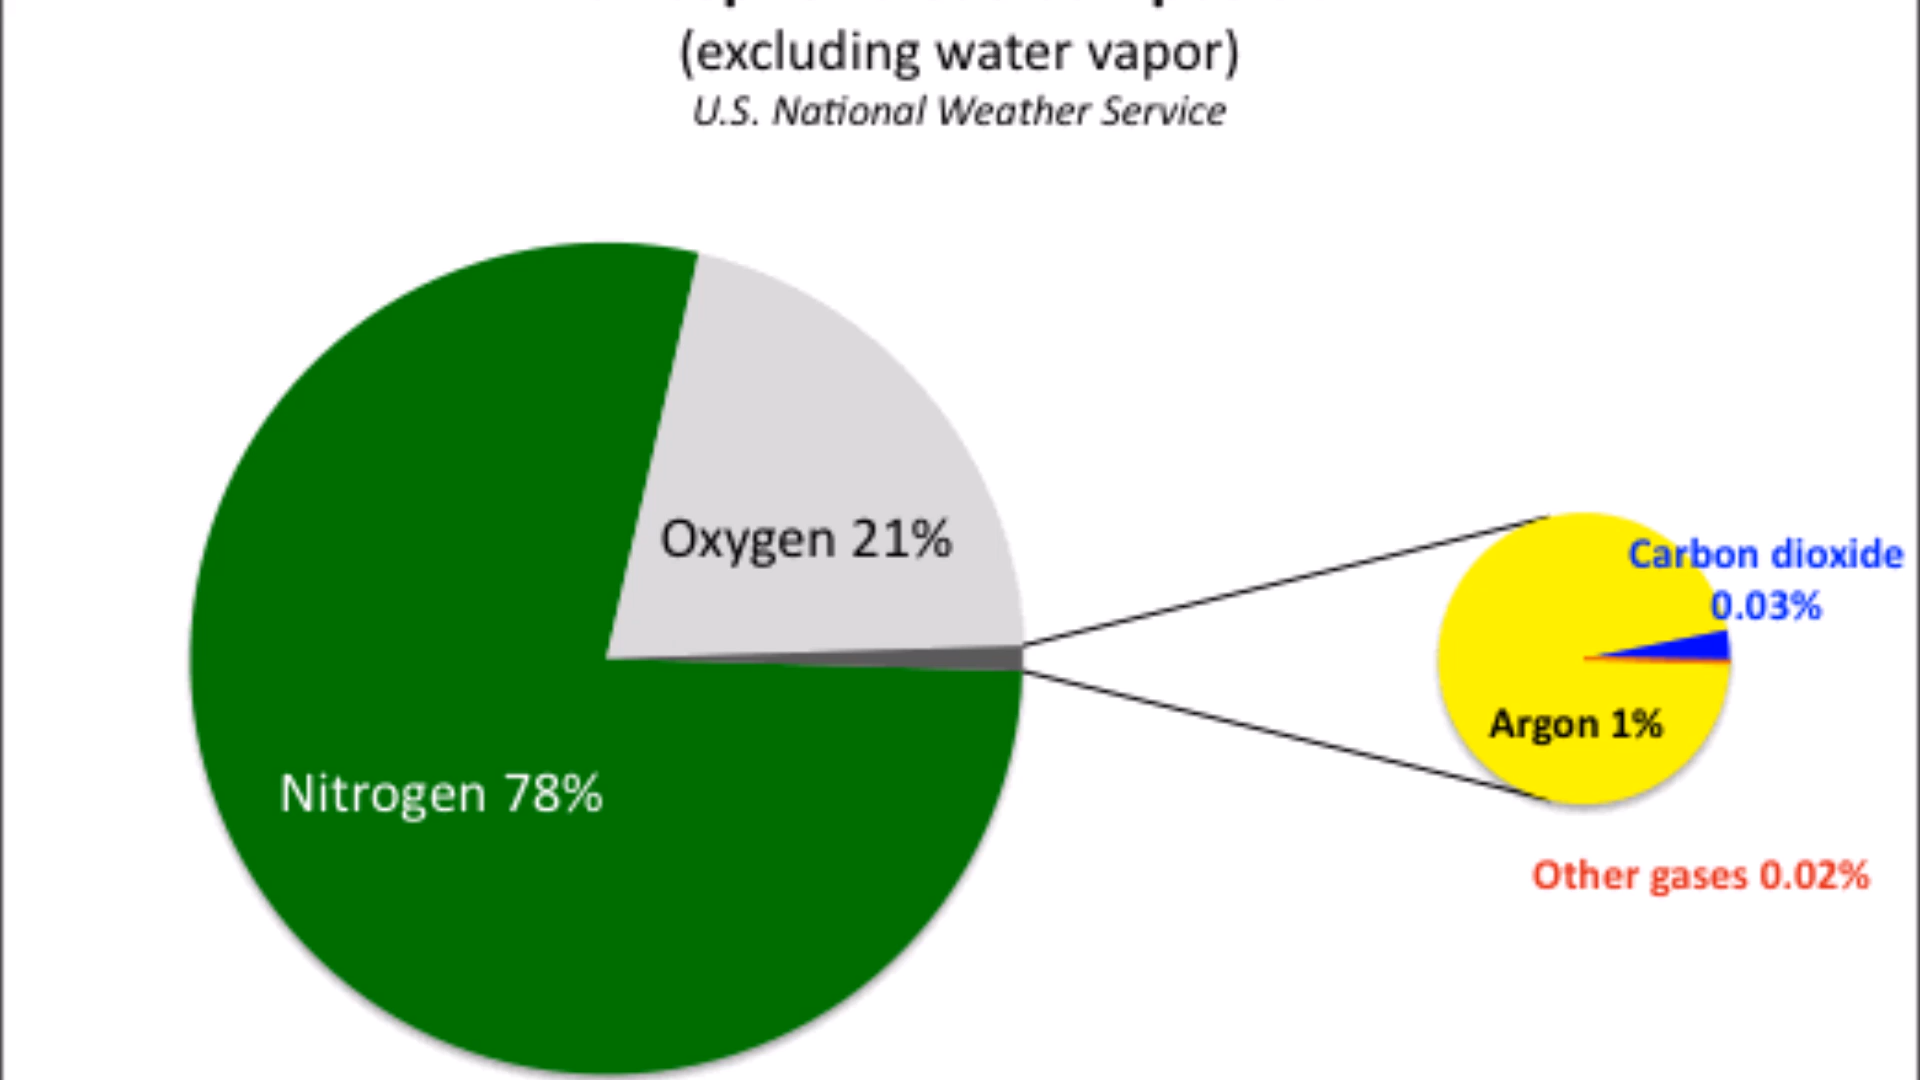 (excluding water vapor)
U.S. National Weather Service
Oxygen 21%
Carbon dioxide
0.03%
Argon 1%
Nitrogen 78%
Other gases 0.02%